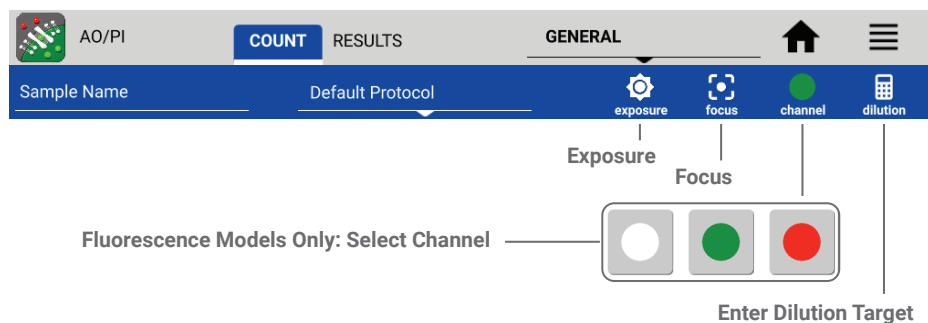 AO/PI COUNT RESULTS GENERAL
Sample Name Default Protocol exposure focus channel dilution
Exposure
Focus
Fluorescence Models Only: Select Channel
Enter Dilution Target